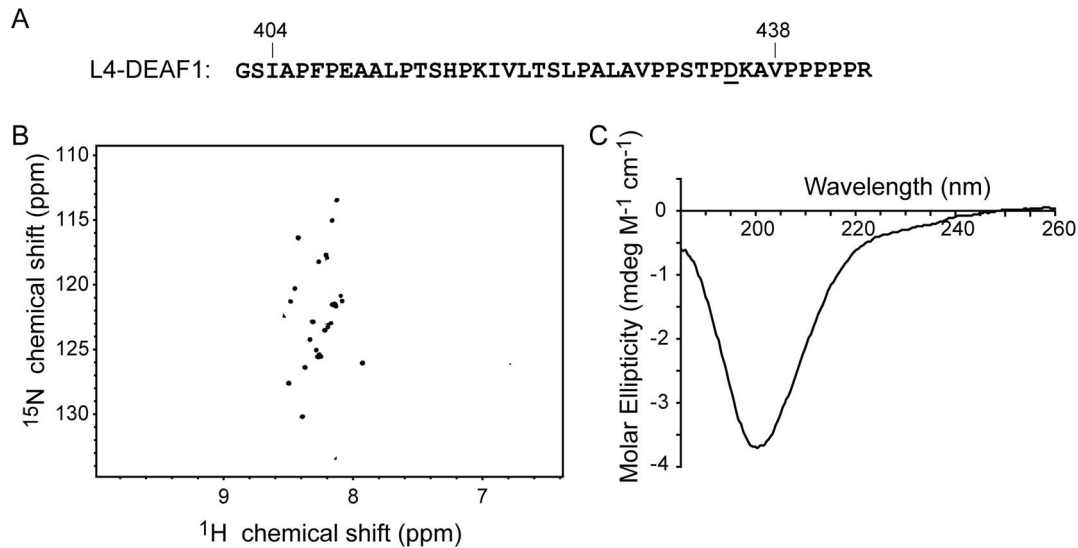 A
404 438
L4-DEAF1: GSIAPFPEAALPTSHPKIVLTSLPALAVPPSTPDKAVPPPPPR
B
110
115
120
125
130
15N chemical shift (ppm)
9 8 7
1H chemical shift (ppm)
C
Wavelength (nm)
200 220 240 260
0
-1
-2
-3
-4
Molar Ellipticity (mdeg M-1 cm-1)